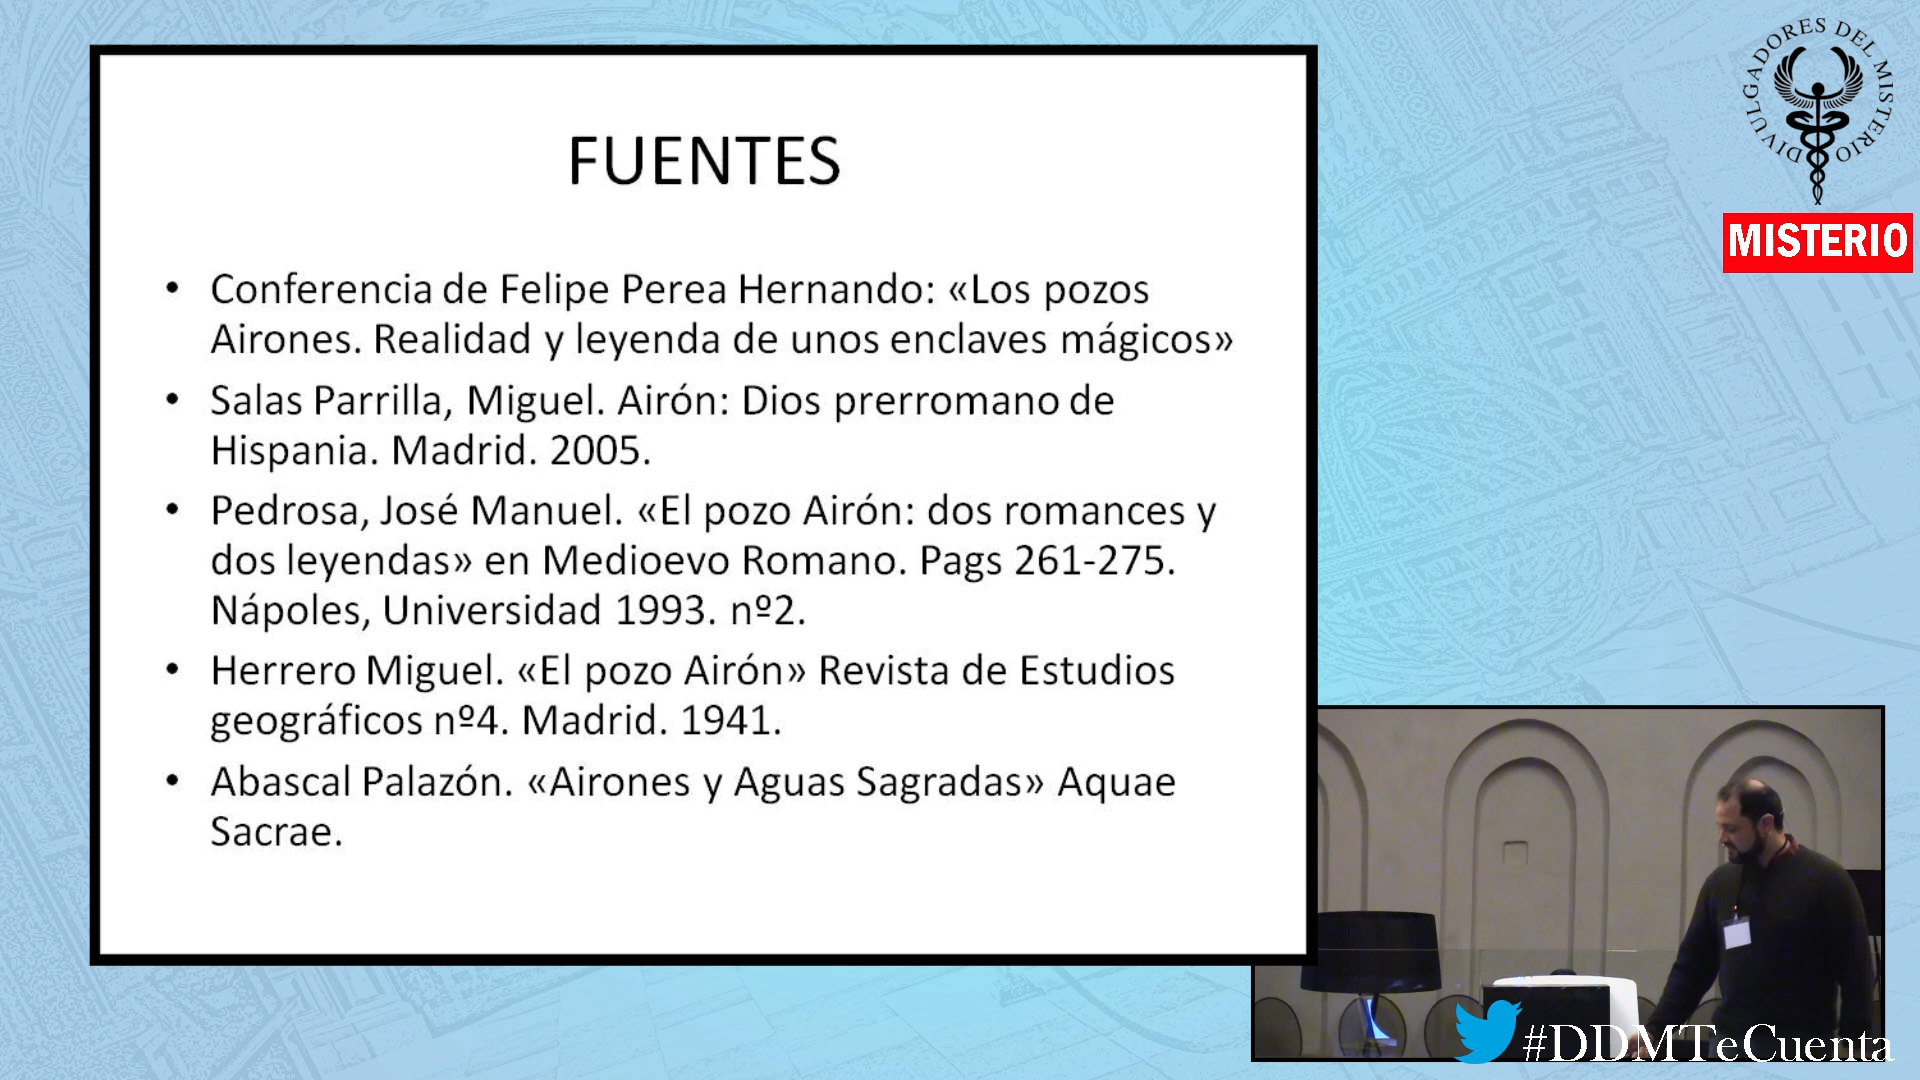 FUENTES
• Conferencia de Felipe Perea Hernando: «Los pozos
Airones. Realidad y leyenda de unos enclaves mágicos»
• Salas Parrilla, Miguel. Airón: Dios prerromano de
Hispania. Madrid. 2005.
• Pedrosa, José Manuel. «El pozo Airón: dos romances y
dos leyendas» en Medioevo Romano. Pags 261-275.
Nápoles, Universidad 1993. nº2.
• Herrero Miguel. «El pozo Airón» Revista de Estudios
geográficos nº4. Madrid. 1941.
• Abascal Palazón. «Airones y Aguas Sagradas» Aquae
Sacrae.
DIVULGADORES DEL MISTERIO
MISTERIO
#DDMTeCuenta